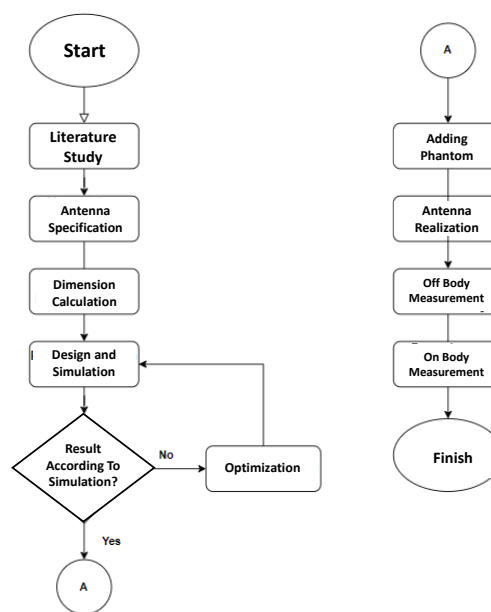 Start
Literature
Study
Antenna
Specification
Dimension
Calculation
Design and
Simulation
Result
According To
Simulation?
No
Optimization
Yes
A
A
Adding
Phantom
Antenna
Realization
Off Body
Measurement
On Body
Measurement
Finish